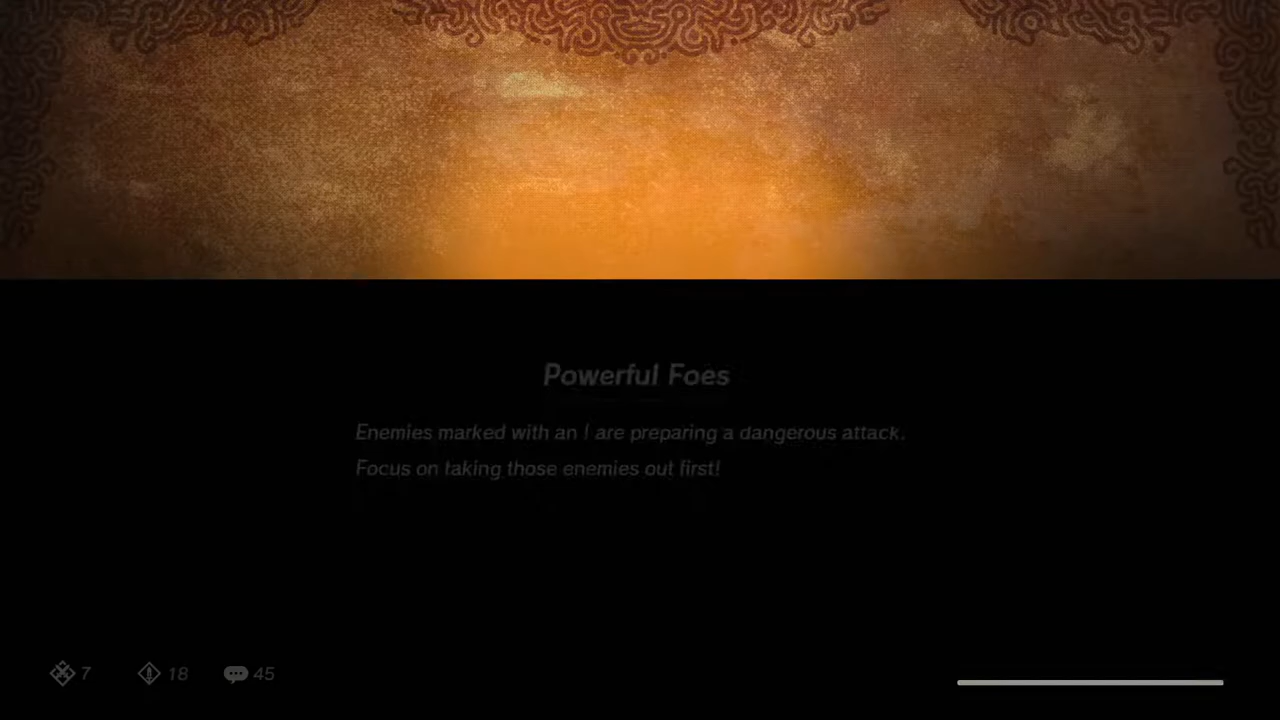 Powerful Foes
Enemies marked with an ! are preparing a dangerous attack.
Focus on taking those enemies out first!
7 18 45